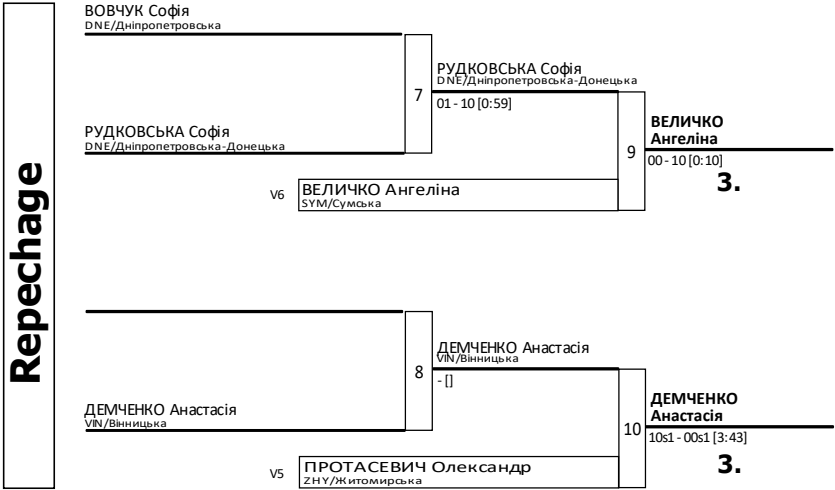 Repechage
ВОВЧУК Софія
DNE/Дніпропетровська
7
РУДКОВСЬКА Софія
DNE/Дніпропетровська-Донецька
01 - 10 [0:59]
РУДКОВСЬКА Софія
DNE/Дніпропетровська-Донецька
9
ВЕЛИЧКО
Ангеліна
00 - 10 [0:10]
3.
V6
ВЕЛИЧКО Ангеліна
SYM/Сумська
8
ДЕМЧЕНКО Анастасія
VIN/Вінницька
- []
ДЕМЧЕНКО Анастасія
VIN/Вінницька
10
ДЕМЧЕНКО
Анастасія
10s1 - 00s1 [3:43]
3.
V5
ПРОТАСЕВИЧ Олександр
ZHY/Житомирська